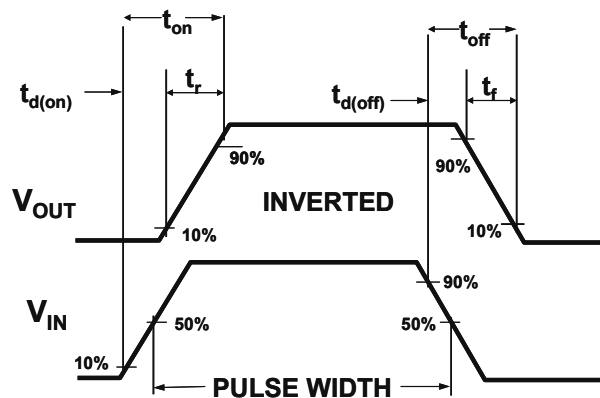 t_on
t_off
t_d(on)
t_r
t_d(off)
t_f
90%
90%
V_OUT
INVERTED
10%
10%
90%
V_IN
50%
50%
10%
PULSE WIDTH